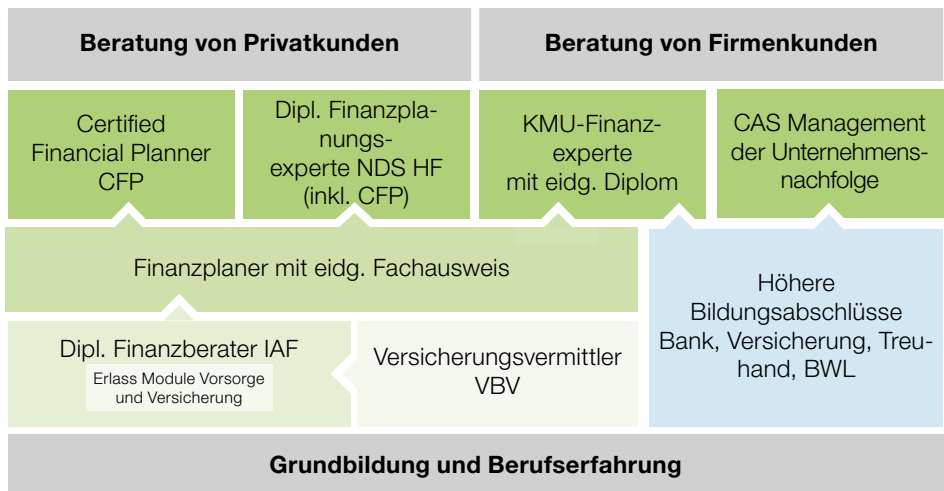 Beratung von Privatkunden
Beratung von Firmenkunden
Certified
Financial Planner
CFP
Dipl. Finanzpla-
nungs-
experte NDS HF
(inkl. CFP)
KMU-Finanz-
experte
mit eidg. Diplom
CAS Management
der Unternehmens-
nachfolge
Finanzplaner mit eidg. Fachausweis
Höhere
Bildungsabschlüsse
Bank, Versicherung, Treu-
hand, BWL
Dipl. Finanzberater IAF
Erlass Module Vorsorge
und Versicherung
Versicherungsvermittler
VBV
Grundbildung und Berufserfahrung